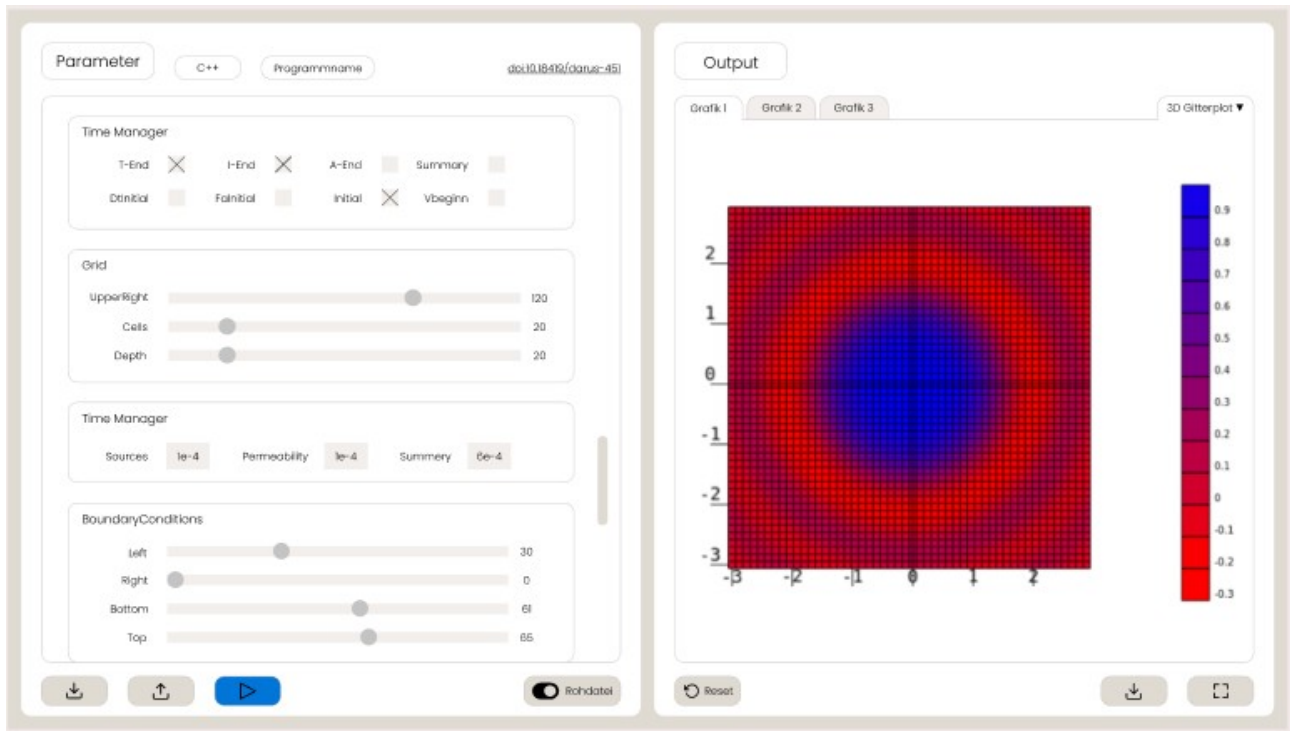 Parameter C++ Programmname doi:10.18419/darus-451
Time Manager
T-End I-End A-End Summary
Dtinitial Fainitial Initial Vbeginn
Grid
UpperRight 120
Cells 20
Depth 20
Time Manager
Sources 1e-4 Permeability 1e-4 Summery 6e-4
BoundaryConditions
Left 30
Right 0
Bottom 61
Top 65
Rohdatei
Output
Grafik 1 Grafik 2 Grafik 3 3D Gitterplot ▼
2
1
0
-1
-2
-3
-3 -2 -1 0 1 2
0.9
0.8
0.7
0.6
0.5
0.4
0.3
0.2
0.1
0
-0.1
-0.2
-0.3
Reset